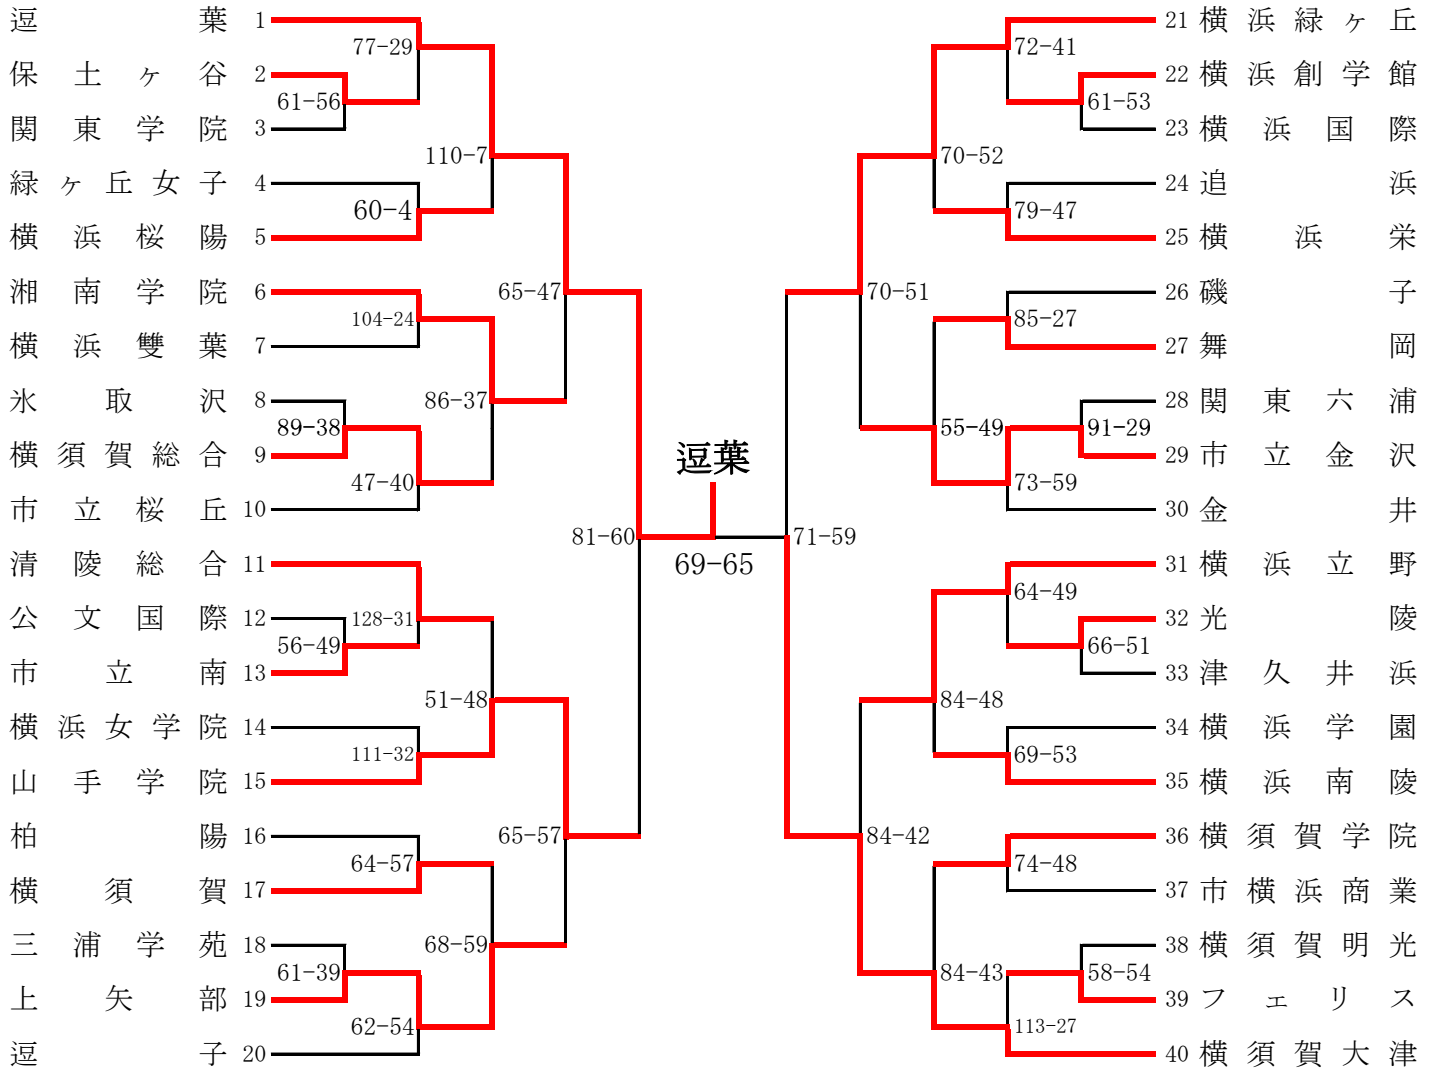 逗葉 1
77-29
保土ヶ谷 2
61-56
関東学院 3
110-7
緑ヶ丘女子 4
60-4
横浜桜陽 5
湘南学院 6
65-47
104-24
横浜雙葉 7
氷取沢 8
86-37
89-38
横須賀総合 9
47-40
市立桜丘 10
81-60
清陵総合 11
公文国際 12
128-31
56-49
市立南 13
51-48
横浜女学院 14
111-32
山手学院 15
柏陽 16
65-57
64-57
横須賀 17
三浦学苑 18
68-59
61-39
上矢部 19
62-54
逗子 20
逗葉
69-65
21 横浜緑ヶ丘
72-41
22 横浜創学館
61-53
23 横浜国際
70-52
24 追浜
79-47
25 横浜栄
26 磯子
70-51
85-27
27 舞岡
28 関東六浦
55-49
91-29
29 市立金沢
73-59
30 金井
71-59
31 横浜立野
64-49
32 光陵
66-51
33 津久井浜
84-48
34 横浜学園
69-53
35 横浜南陵
36 横須賀学院
84-42
74-48
37 市横浜商業
38 横須賀明光
84-43
58-54
39 フェリス
113-27
40 横須賀大津